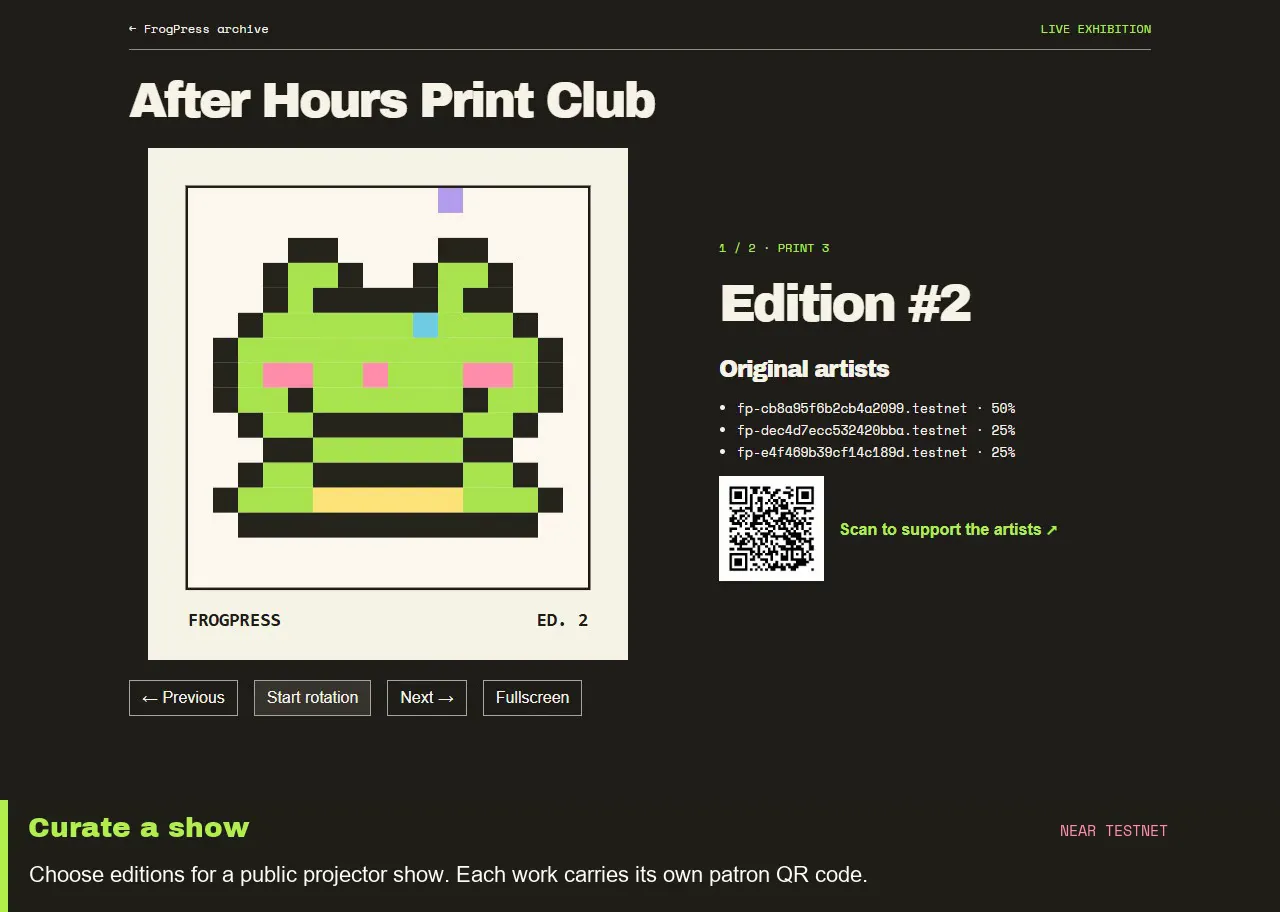 ← FrogPress archive
LIVE EXHIBITION
After Hours Print Club
FROGPRESS
ED. 2
1 / 2 · PRINT 3
Edition #2
Original artists
• fp-cb8a95f6b2cb4a2099.testnet · 50%
• fp-dec4d7ecc532420bba.testnet · 25%
• fp-e4f469b39cf14c189d.testnet · 25%
Scan to support the artists ↗
← Previous
Start rotation
Next →
Fullscreen
Curate a show
NEAR TESTNET
Choose editions for a public projector show. Each work carries its own patron QR code.